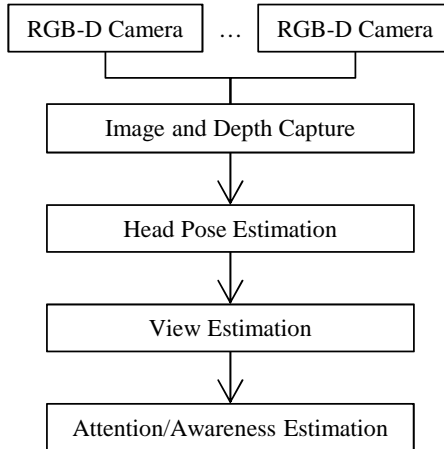 RGB-D Camera … RGB-D Camera
Image and Depth Capture
Head Pose Estimation
View Estimation
Attention/Awareness Estimation